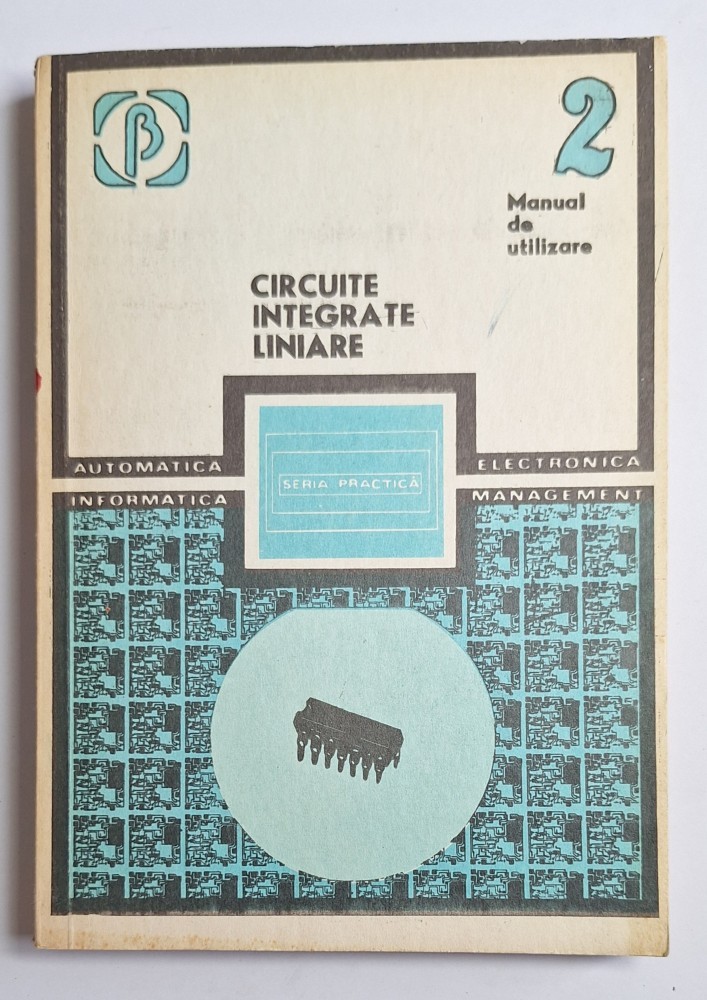 β
2
Manual
de
utilizare
CIRCUITE
INTEGRATE
LINIARE
AUTOMATICA
ELECTRONICA
SERIA PRACTICĂ
INFORMATICA
MANAGEMENT